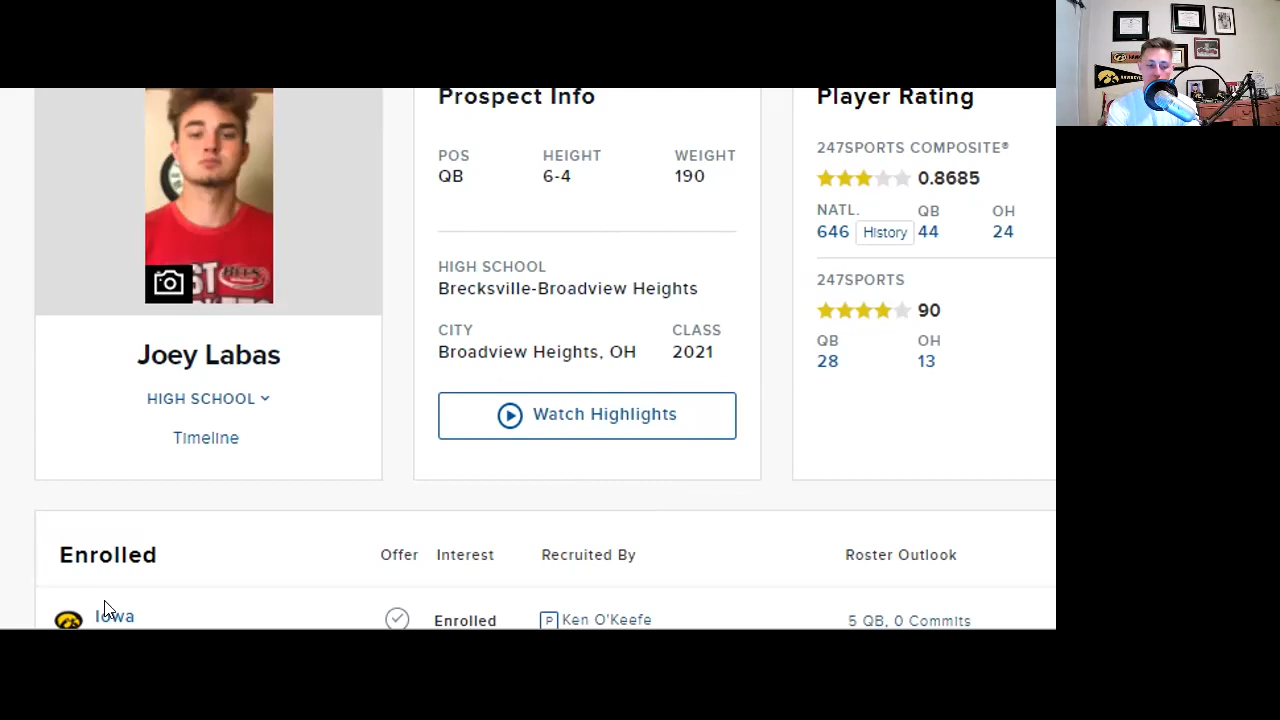 Prospect Info
POS HEIGHT WEIGHT
QB 6-4 190
HIGH SCHOOL
Brecksville-Broadview Heights
CITY CLASS
Broadview Heights, OH 2021
Watch Highlights
Player Rating
247SPORTS COMPOSITE®
0.8685
NATL. QB OH
646 History 44 24
247SPORTS
90
QB OH
28 13
Joey Labas
HIGH SCHOOL
Timeline
Enrolled Offer Interest Recruited By Roster Outlook
Iowa Enrolled P Ken O'Keefe 5 QB, 0 Commits